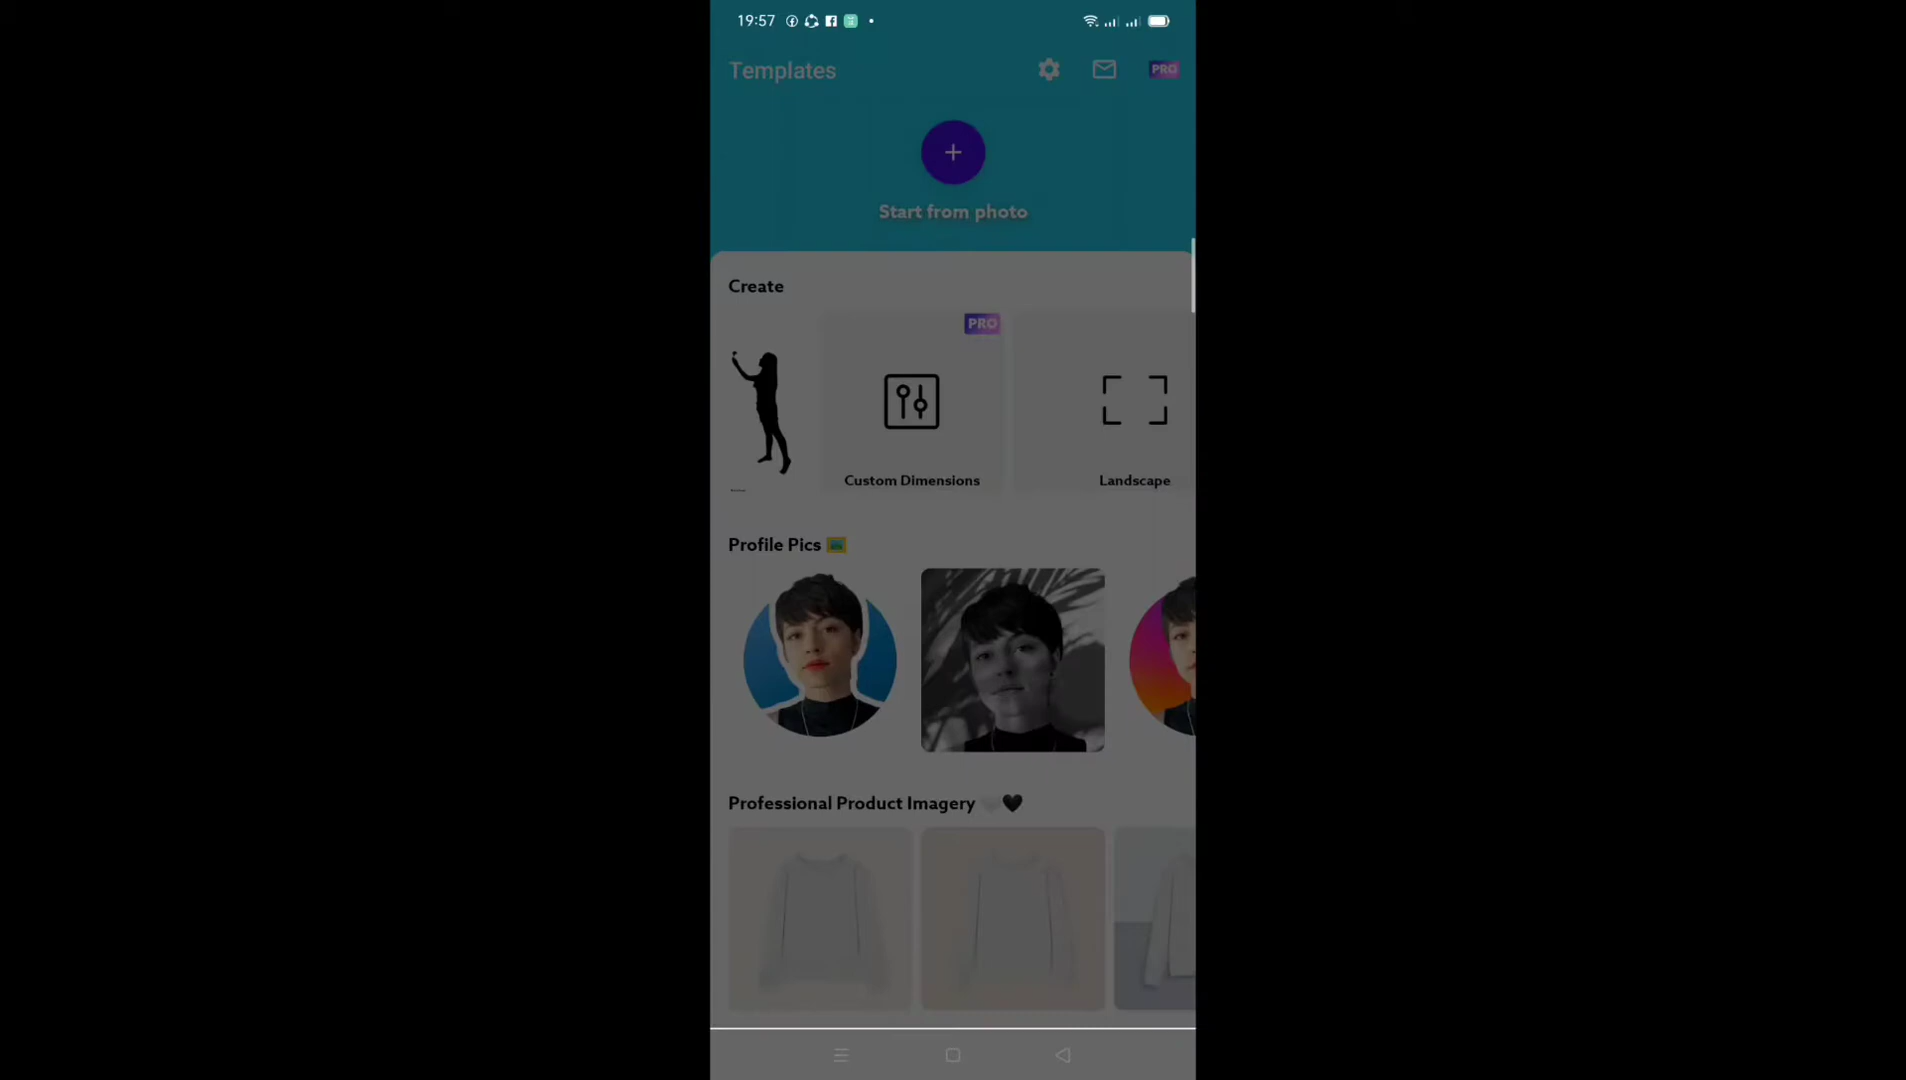 19:57
Templates
PRO
Start from photo
Create
PRO
Custom Dimensions
Landscape
Profile Pics
Professional Product Imagery